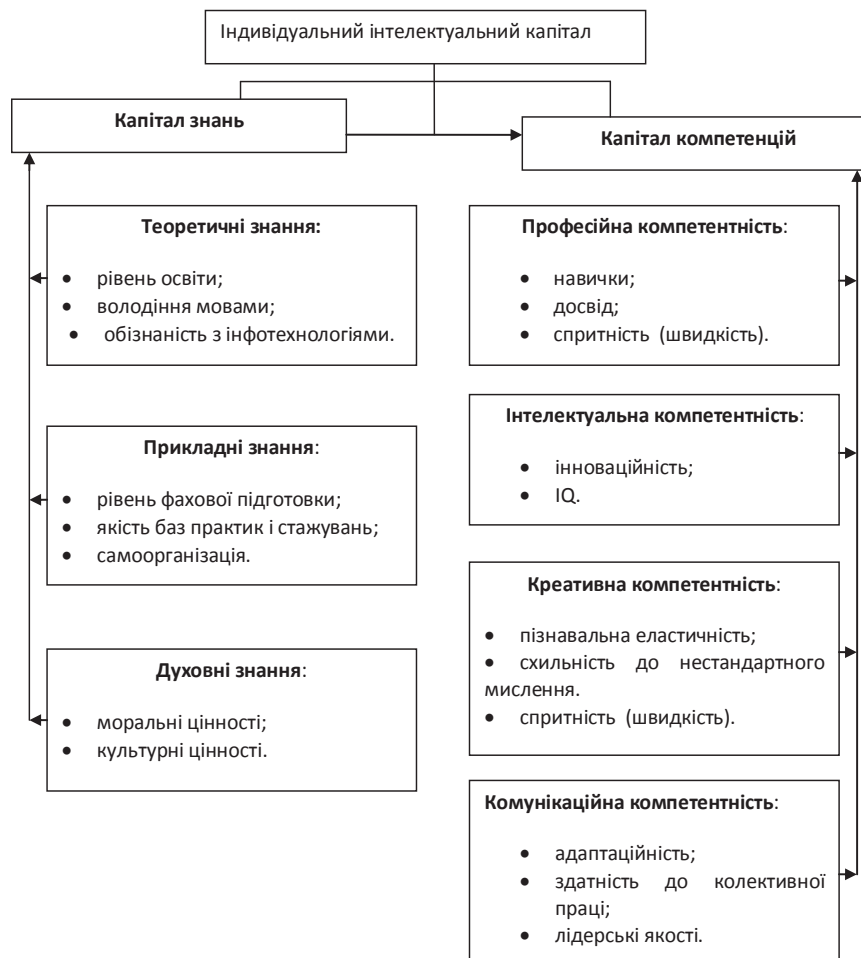 Індивідуальний інтелектуальний капітал
Капітал знань
Капітал компетенцій
Теоретичні знання:
• рівень освіти;
• володіння мовами;
• обізнаність з інфотехнологіями.
Прикладні знання:
• рівень фахової підготовки;
• якість баз практик і стажувань;
• самоорганізація.
Духовні знання:
• моральні цінності;
• культурні цінності.
Професійна компетентність:
• навички;
• досвід;
• спритність (швидкість).
Інтелектуальна компетентність:
• інноваційність;
• IQ.
Креативна компетентність:
• пізнавальна еластичність;
• схильність до нестандартного
мислення.
• спритність (швидкість).
Комунікаційна компетентність:
• адаптаційність;
• здатність до колективної
праці;
• лідерські якості.